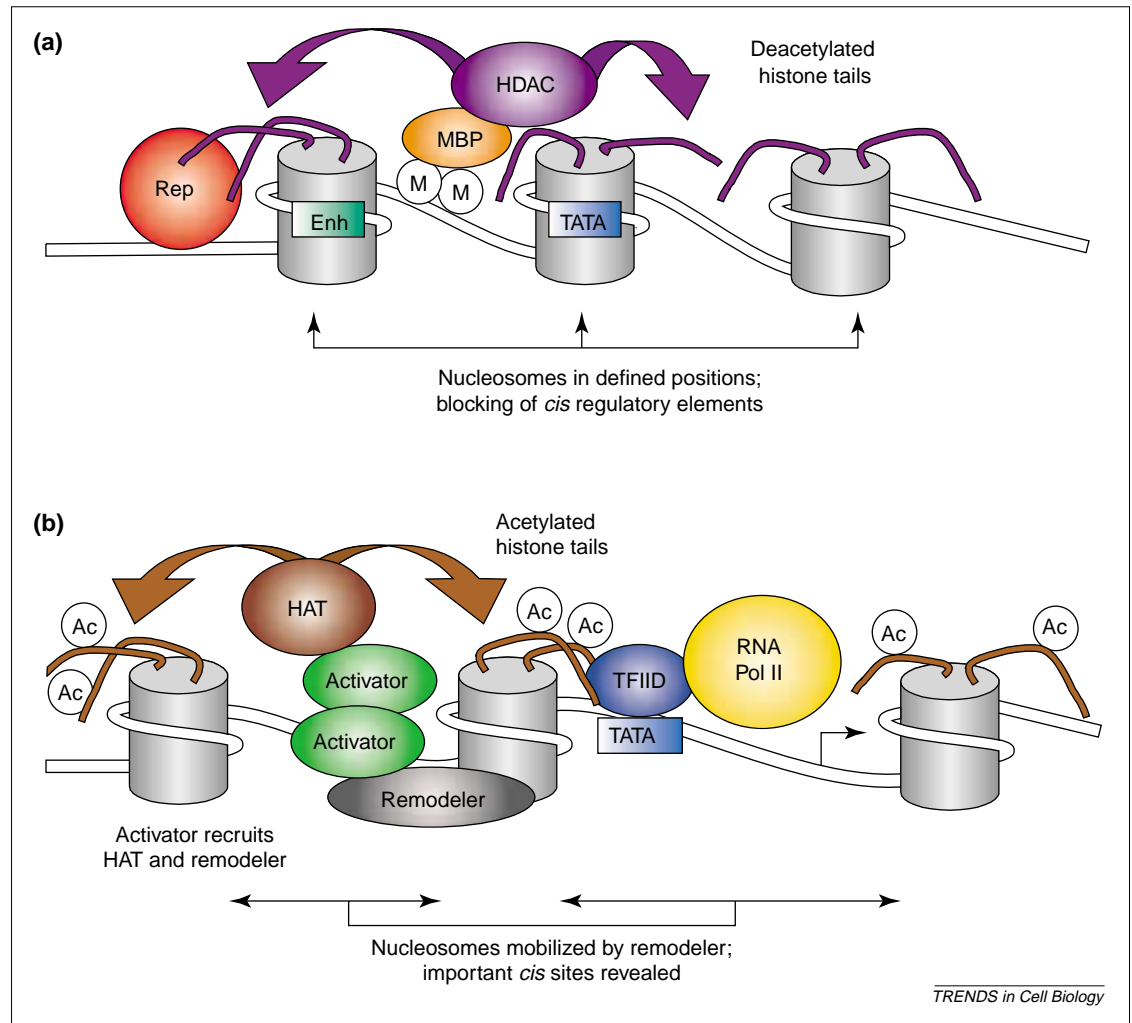 (a)
Deacetylated
histone tails
HDAC
MBP
Rep
M
M
Enh
TATA
Nucleosomes in defined positions;
blocking of cis regulatory elements
(b)
Acetylated
histone tails
HAT
Ac
Ac
Ac
Ac
Ac
Ac
RNA
Pol II
Activator
TFIID
Activator
TATA
Remodeler
Activator recruits
HAT and remodeler
Nucleosomes mobilized by remodeler;
important cis sites revealed
TRENDS in Cell Biology